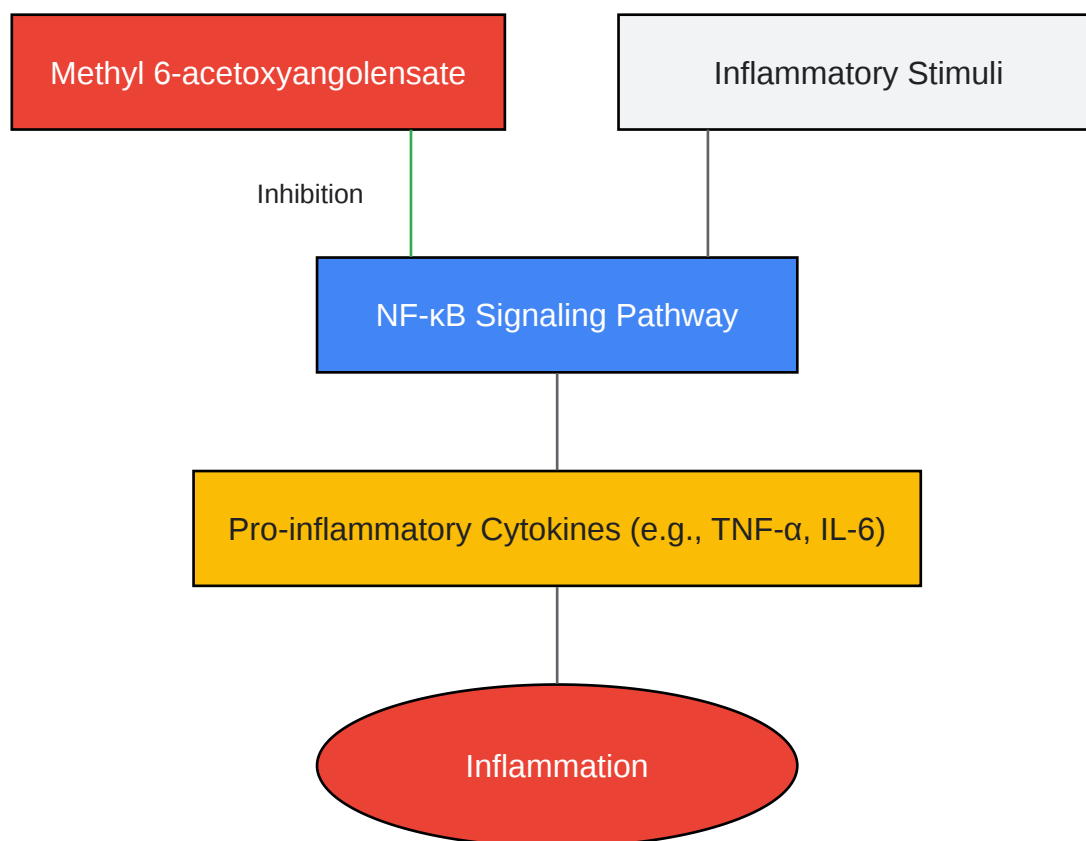 Methyl 6-acetoxyangolensate
Inflammatory Stimuli
Inhibition
NF-κB Signaling Pathway
Pro-inflammatory Cytokines (e.g., TNF-α, IL-6)
Inflammation